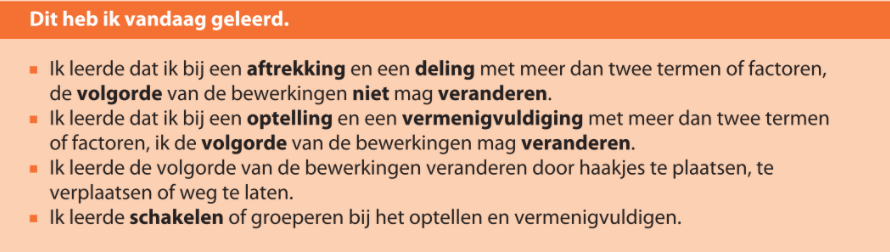 Dit heb ik vandaag geleerd.
▪ Ik leerde dat ik bij een aftrekking en een deling met meer dan twee termen of factoren,
de volgorde van de bewerkingen niet mag veranderen.
▪ Ik leerde dat ik bij een optelling en een vermenigvuldiging met meer dan twee termen
of factoren, ik de volgorde van de bewerkingen mag veranderen.
▪ Ik leerde de volgorde van de bewerkingen veranderen door haakjes te plaatsen, te
verplaatsen of weg te laten.
▪ Ik leerde schakelen of groeperen bij het optellen en vermenigvuldigen.